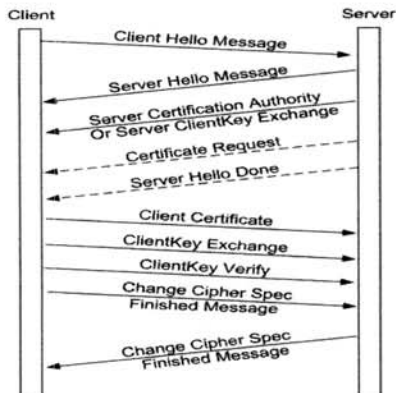 Client
Server
Client Hello Message
Server Hello Message
Server Certification Authority
Or Server ClientKey Exchange
Certificate Request
Server Hello Done
Client Certificate
ClientKey Exchange
ClientKey Verify
Change Cipher Spec
Finished Message
Change Cipher Spec
Finished Message